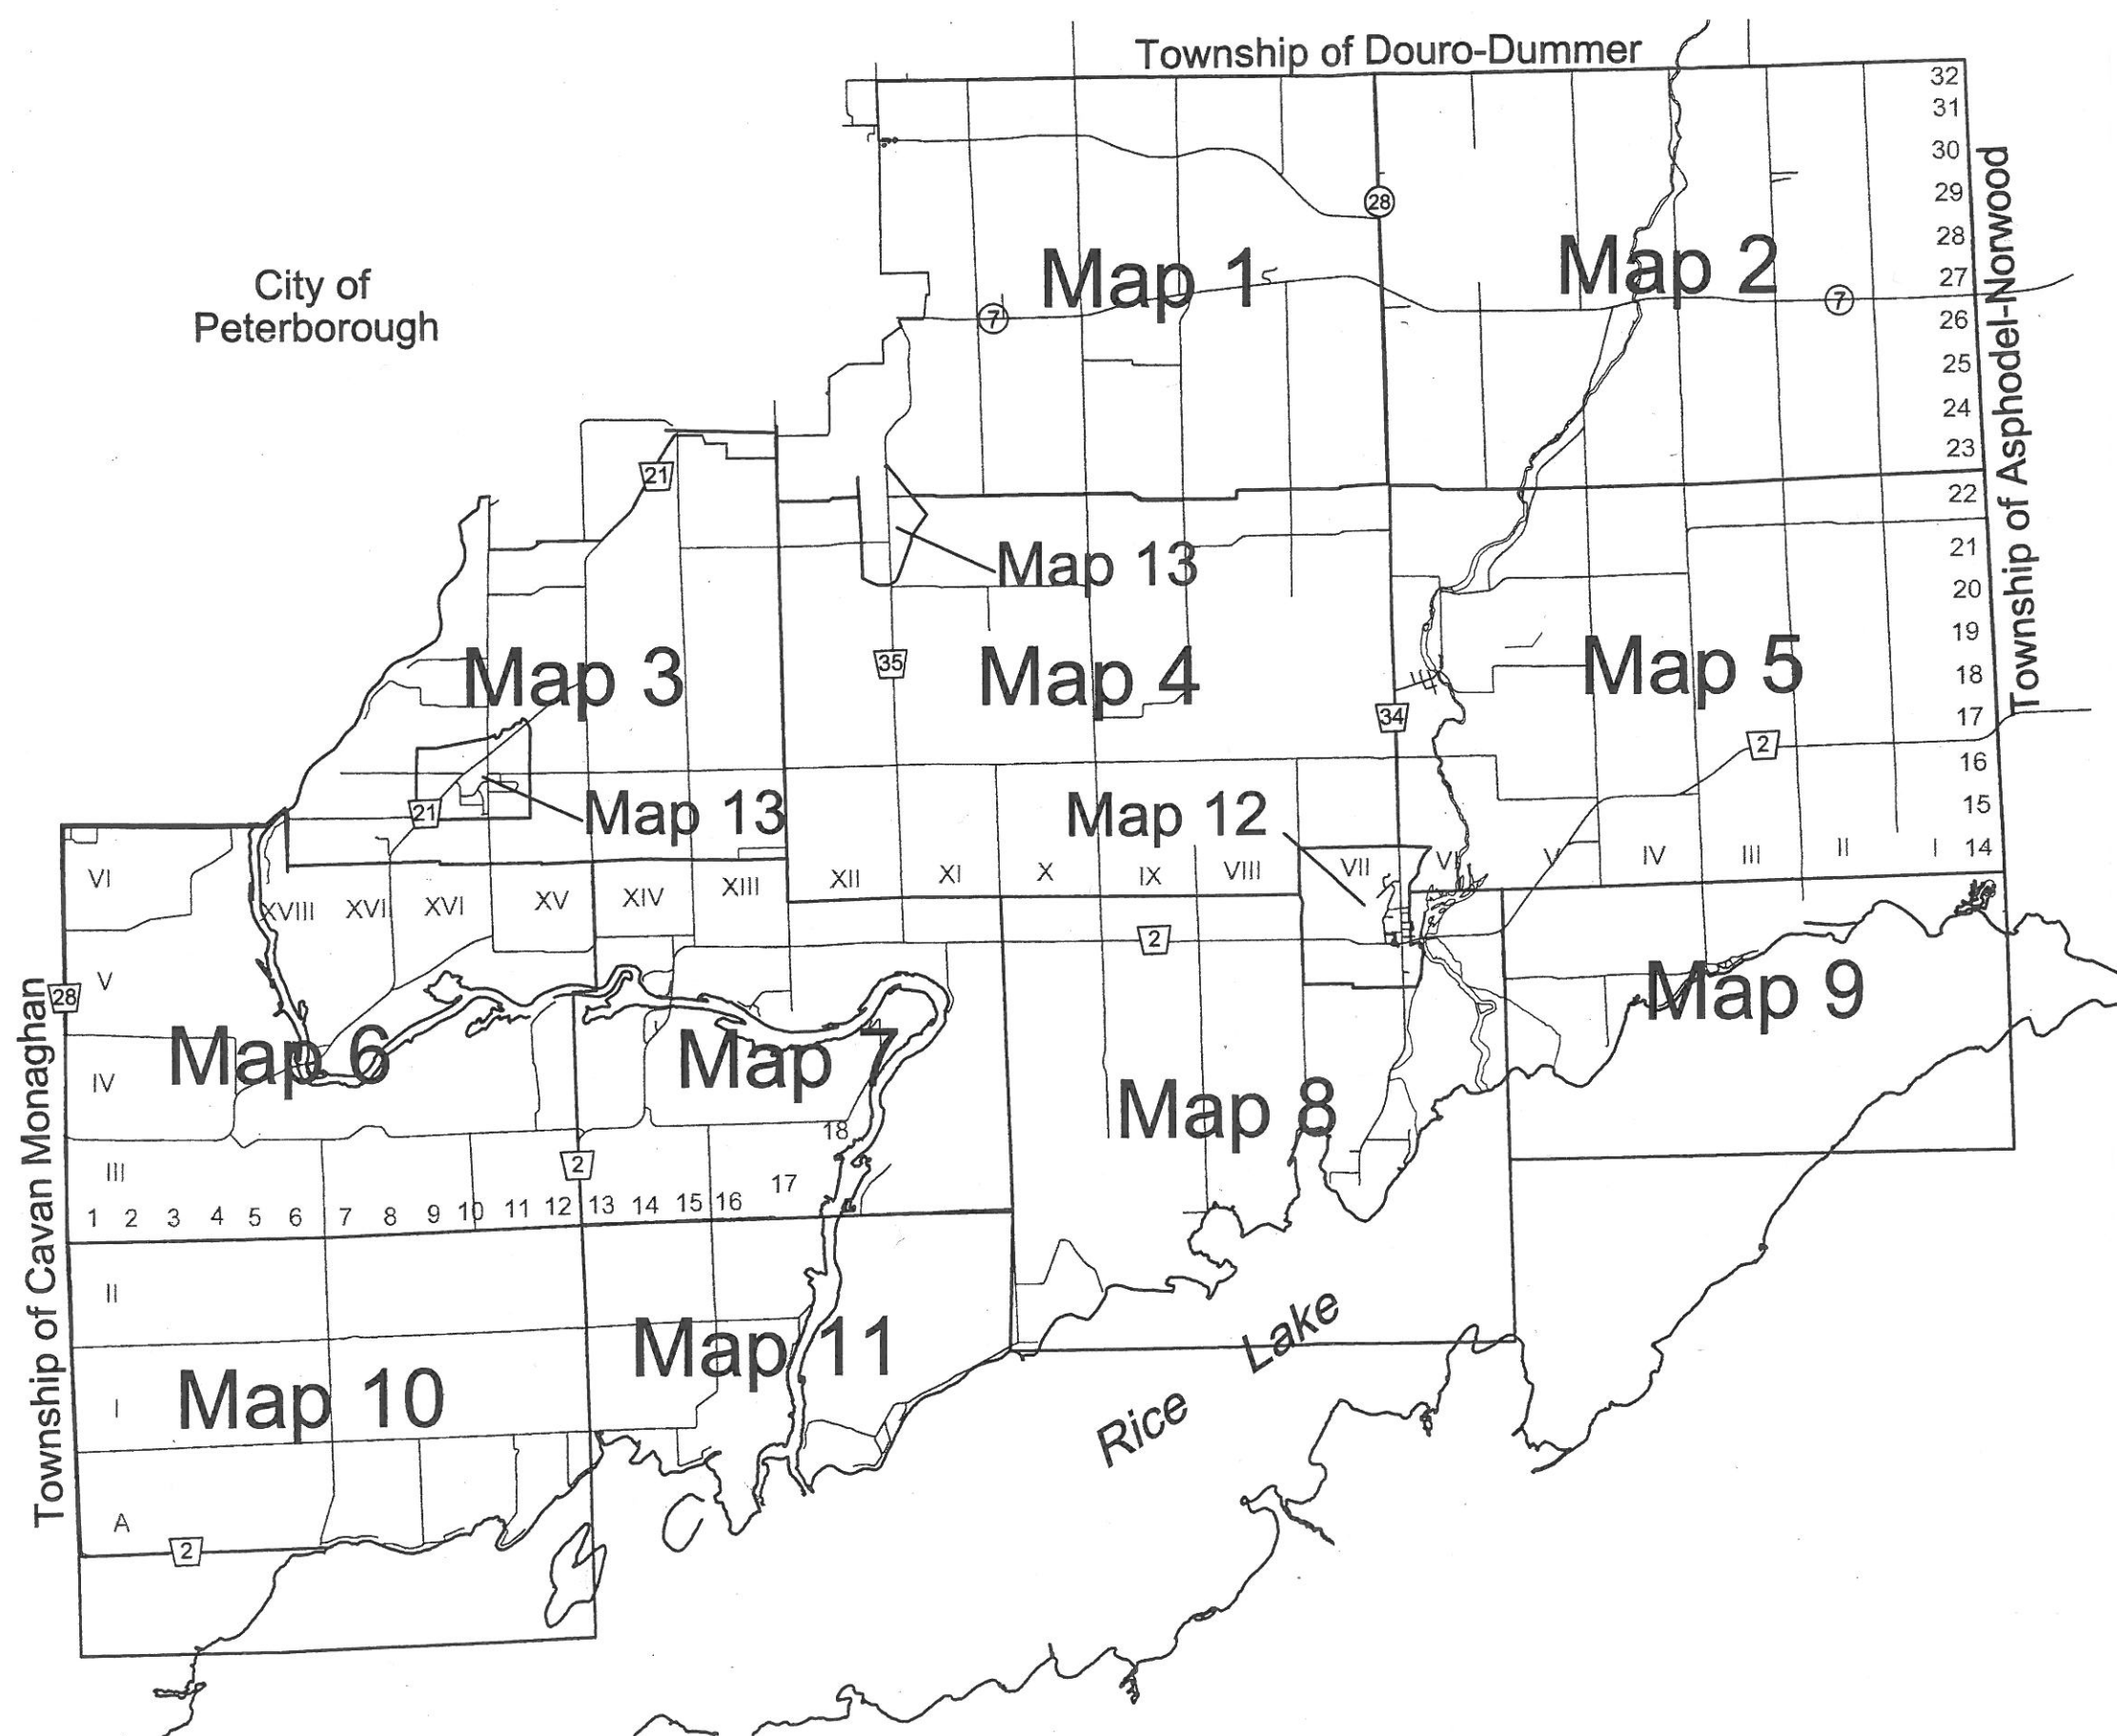 Township of Douro-Dummer
32
31
30
29
28
27
26
25
24
23
22
21
20
19
18
17
16
15
14
Township of Asphodel-Norwood
28
City of
Peterborough
Map 1
Map 2
7
7
21
Map 13
Map 3
35
Map 4
Map 5
34
2
21
Map 13
Map 12
VI
XVIII
XVI
XVI
XV
XIV
XIII
XII
XI
X
IX
VIII
VII
VI
V
IV
III
II
I
2
V
28
Map 6
Map 7
Map 8
Map 9
IV
18
Township of Cavan Monaghan
III
2
17
1
2
3
4
5
6
7
8
9
10
11
12
13
14
15
16
II
Map 11
Map 10
I
Rice Lake
A
2